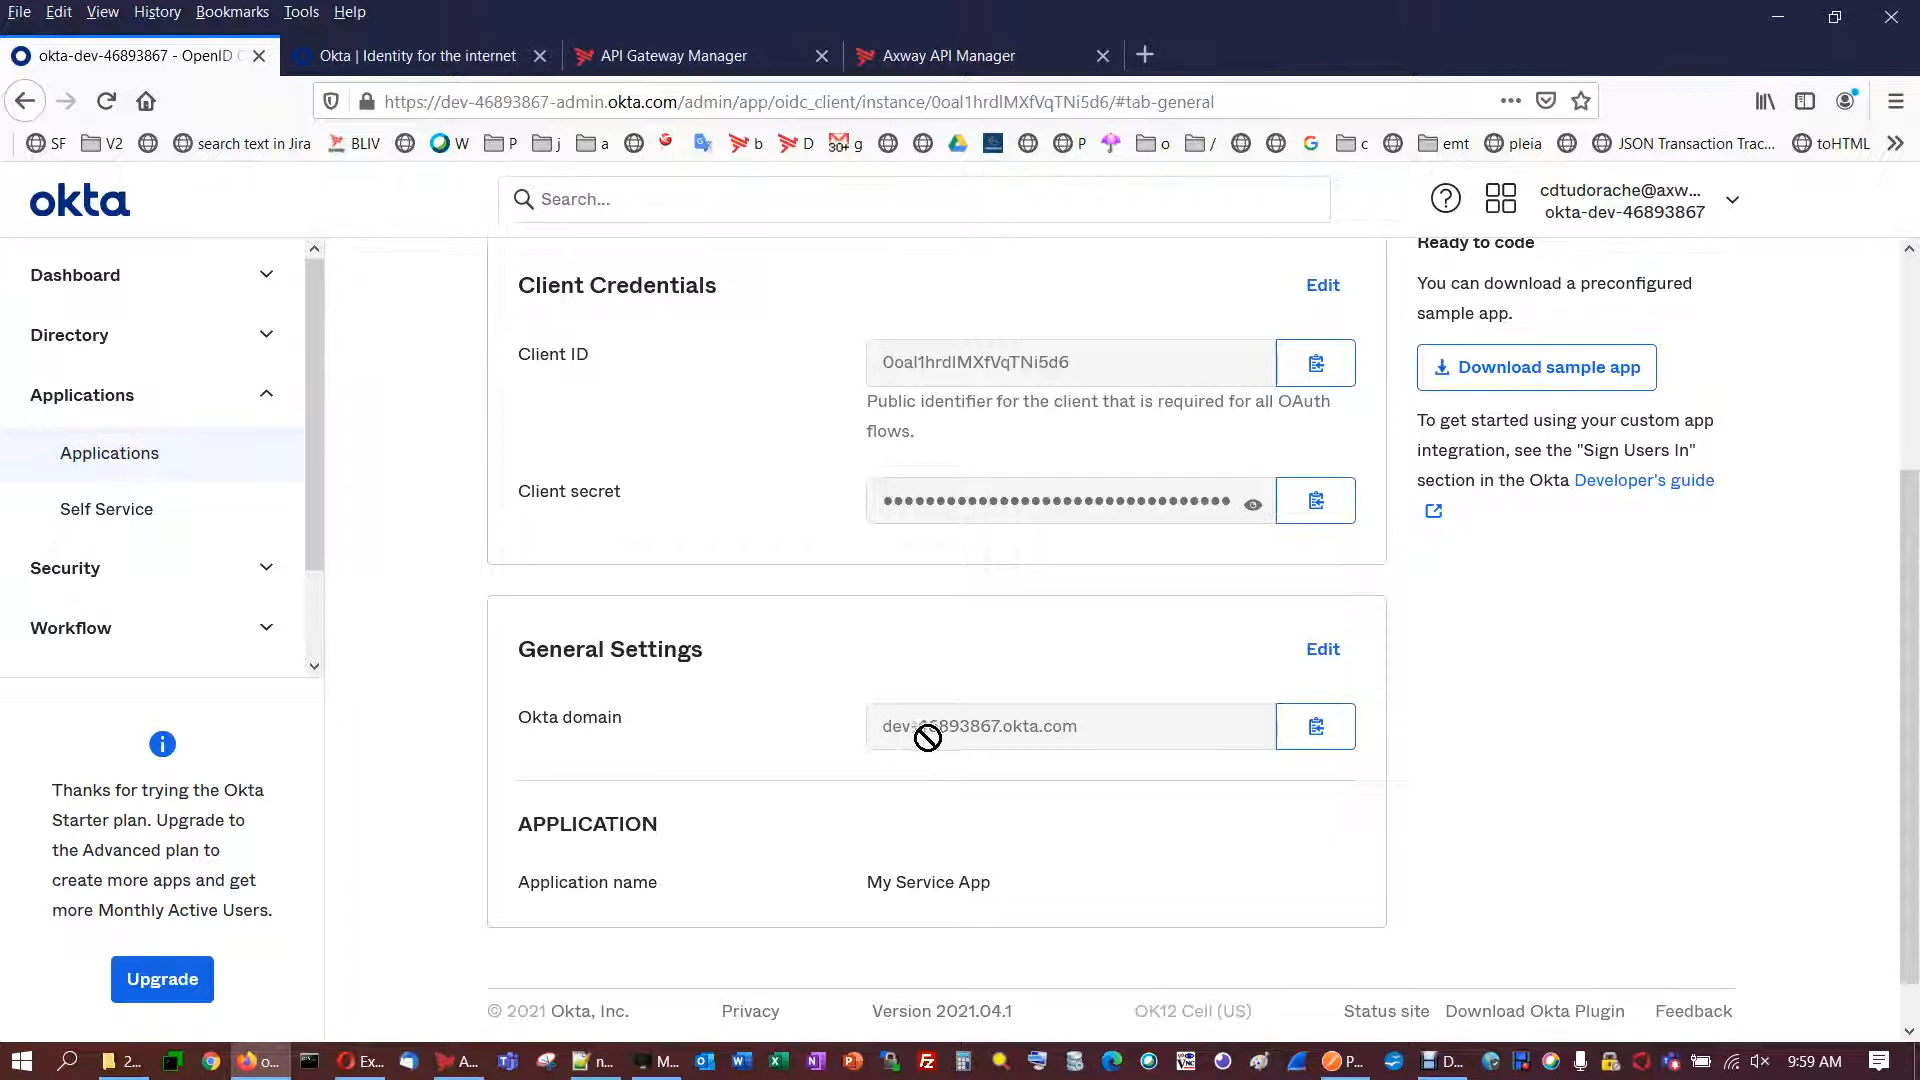 File Edit View History Bookmarks Tools Help
okta-dev-46893867 - OpenID C
Okta | Identity for the internet
API Gateway Manager
Axway API Manager
https://dev-46893867-admin.okta.com/admin/app/oidc_client/instance/0oal1hrdlMXfVqTNi5d6/#tab-general
SF V2 search text in Jira BLIV W P j a b D 30+ g P o / G c emt pleia JSON Transaction Trac... toHTML
okta
Search...
cdtudorache@axw...
okta-dev-46893867
Dashboard
Directory
Applications
Applications
Self Service
Security
Workflow
Thanks for trying the Okta
Starter plan. Upgrade to
the Advanced plan to
create more apps and get
more Monthly Active Users.
Upgrade
Client Credentials
Edit
Client ID
0oal1hrdlMXfVqTNi5d6
Public identifier for the client that is required for all OAuth
flows.
Client secret
General Settings
Edit
Okta domain
dev-46893867.okta.com
APPLICATION
Application name
My Service App
Ready to code
You can download a preconfigured
sample app.
Download sample app
To get started using your custom app
integration, see the "Sign Users In"
section in the Okta Developer's guide
© 2021 Okta, Inc. Privacy Version 2021.04.1 OK12 Cell (US) Status site Download Okta Plugin Feedback
2... o... Ex... A... n... M... P... D... 9:59 AM